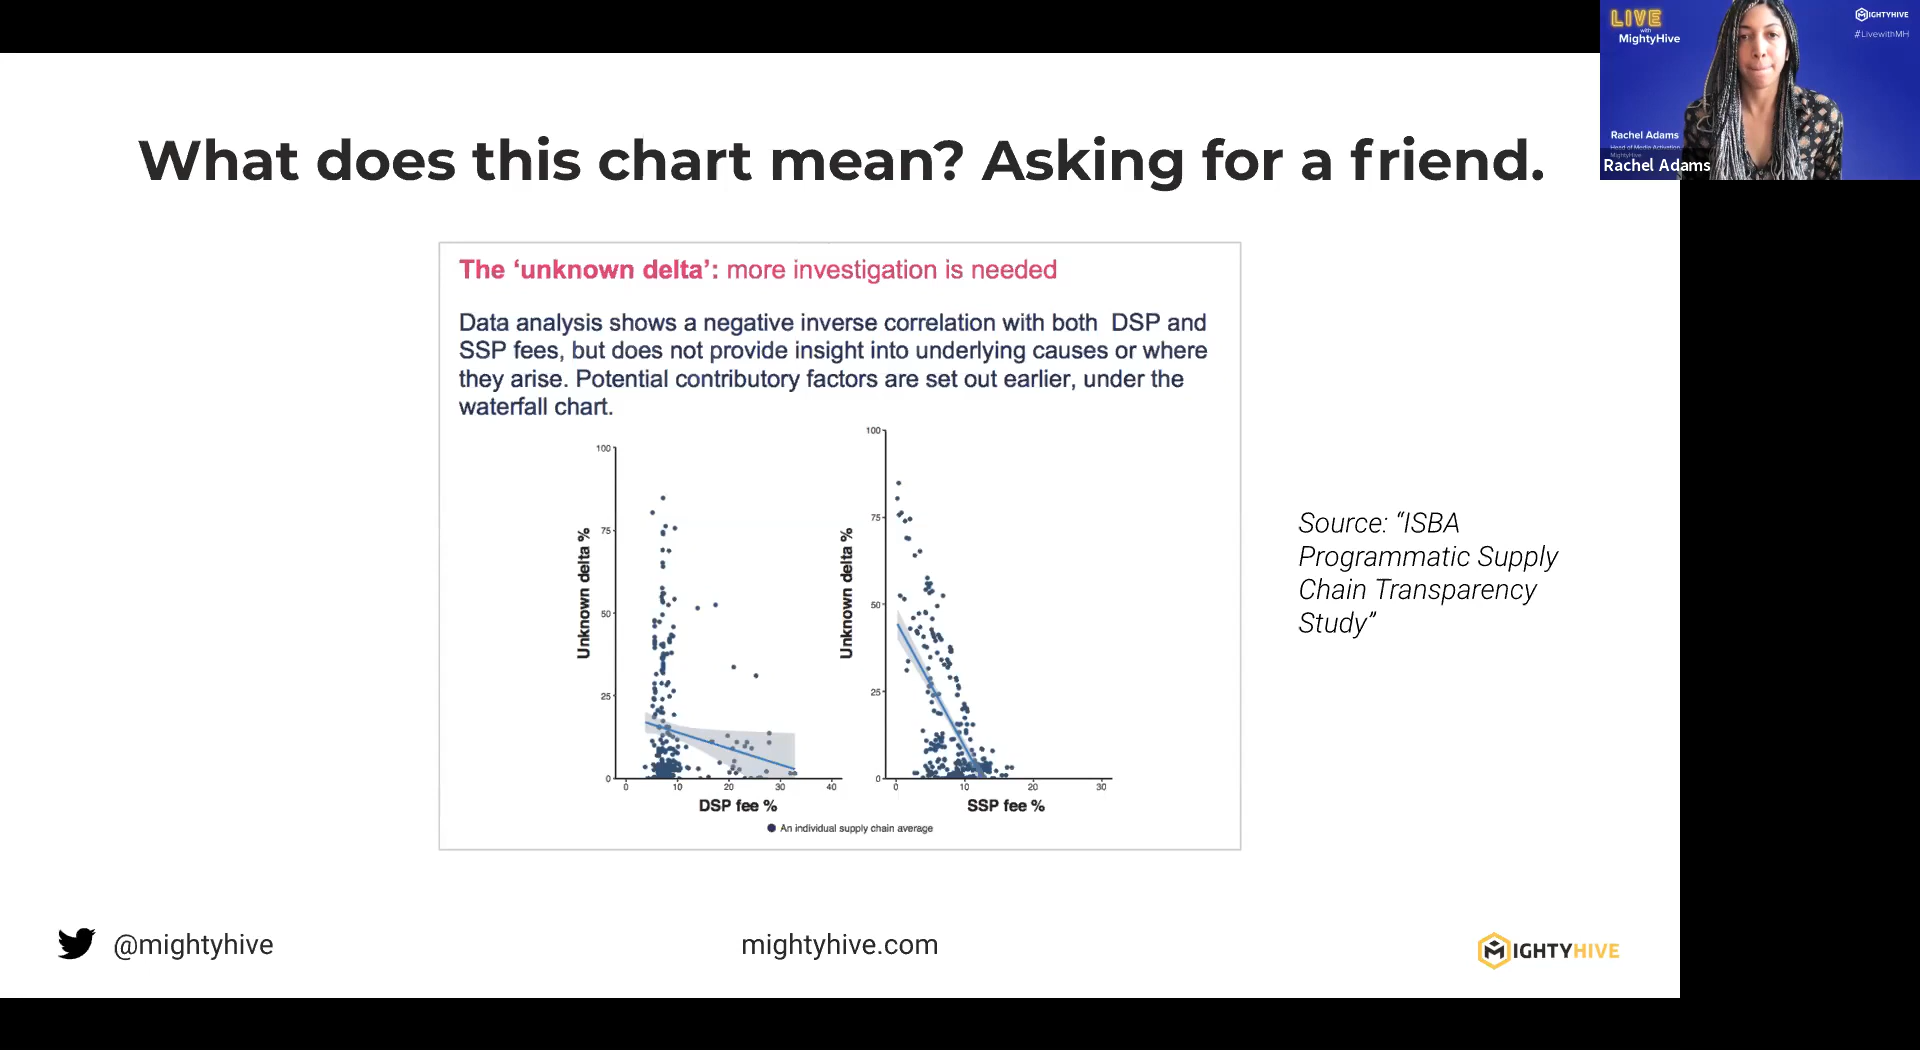 LIVE
with
MightyHive
MIGHTYHIVE
#LivewithMH
Rachel Adams
Head of Media Activation
MightyHive
Rachel Adams
What does this chart mean? Asking for a friend.
The ‘unknown delta’: more investigation is needed
Data analysis shows a negative inverse correlation with both DSP and
SSP fees, but does not provide insight into underlying causes or where
they arise. Potential contributory factors are set out earlier, under the
waterfall chart.
100
75
50
25
0
Unknown delta %
0 10 20 30 40
DSP fee %
100
75
50
25
0
Unknown delta %
0 10 20 30
SSP fee %
An individual supply chain average
Source: “ISBA
Programmatic Supply
Chain Transparency
Study”
@mightyhive
mightyhive.com
MIGHTYHIVE